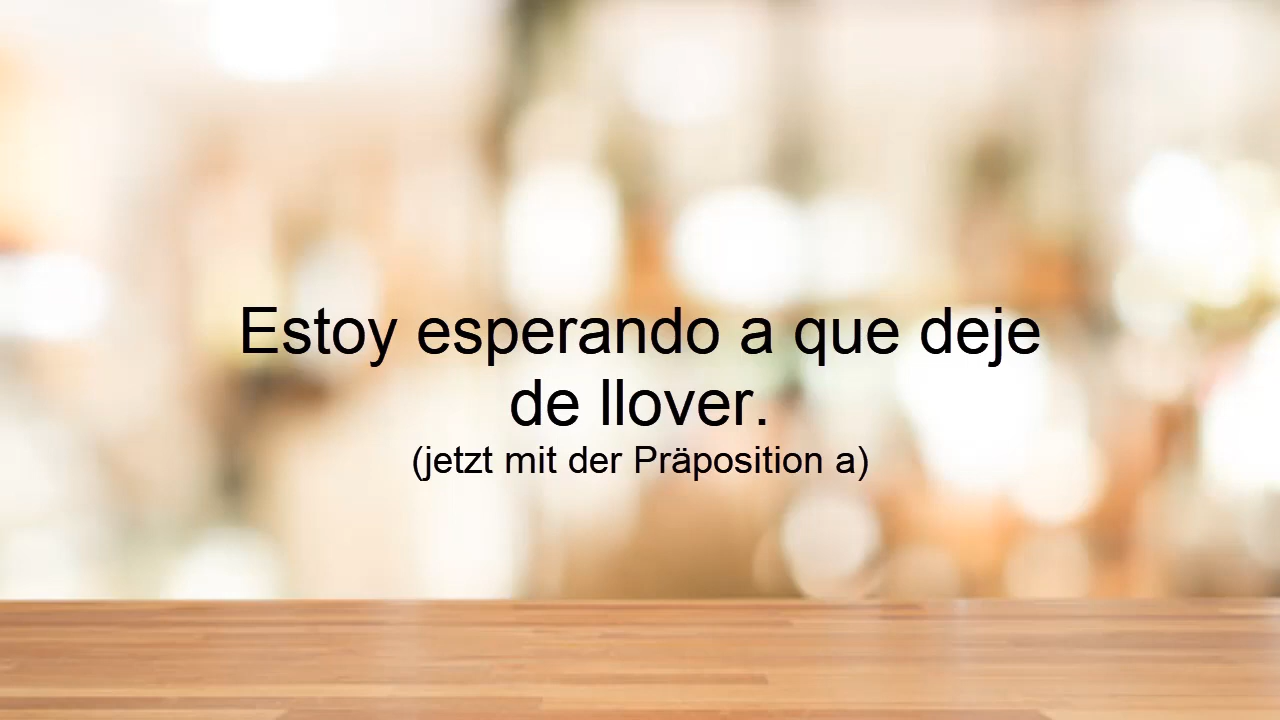 Estoy esperando a que deje
de llover.
(jetzt mit der Präposition a)